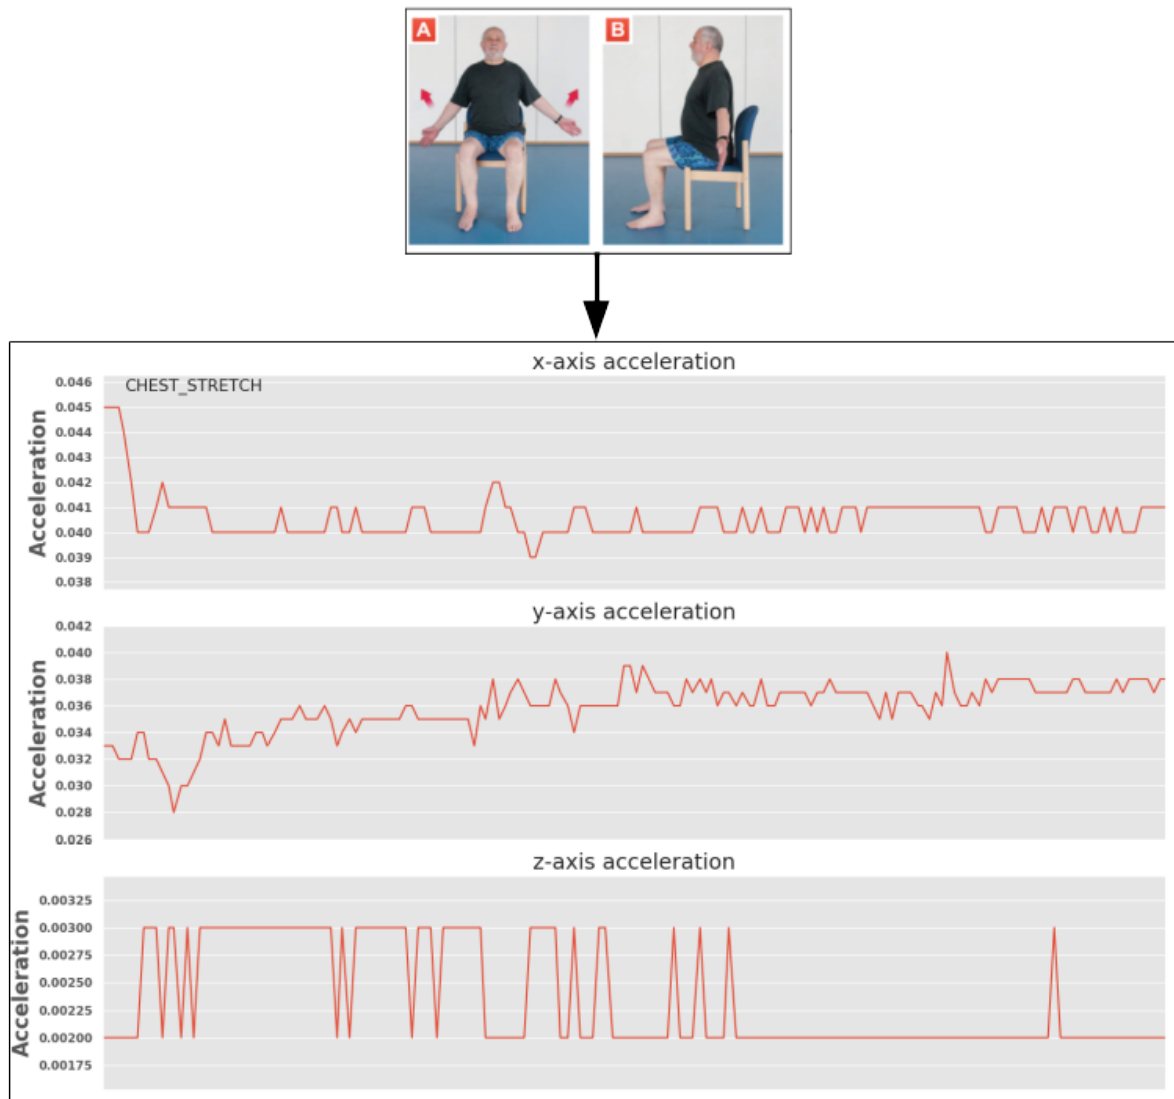 A
B
x-axis acceleration
CHEST_STRETCH
Acceleration
0.046
0.045
0.044
0.043
0.042
0.041
0.040
0.039
0.038
y-axis acceleration
Acceleration
0.042
0.040
0.038
0.036
0.034
0.032
0.030
0.028
0.026
z-axis acceleration
Acceleration
0.00325
0.00300
0.00275
0.00250
0.00225
0.00200
0.00175